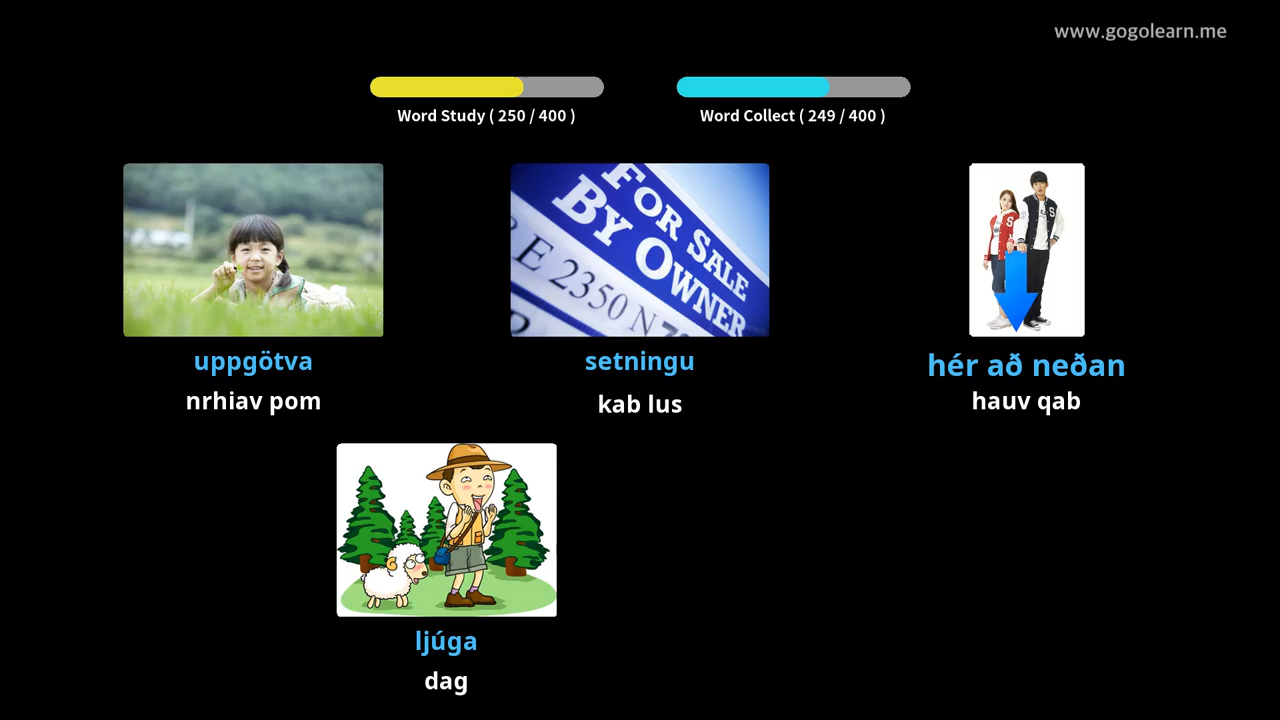 www.gogolearn.me
Word Study ( 250 / 400 )
Word Collect ( 249 / 400 )
FOR SALE
BY OWNER
E 2350 N
uppgötva
setningu
hér að neðan
nrhiav pom
kab lus
hauv qab
ljúga
dag